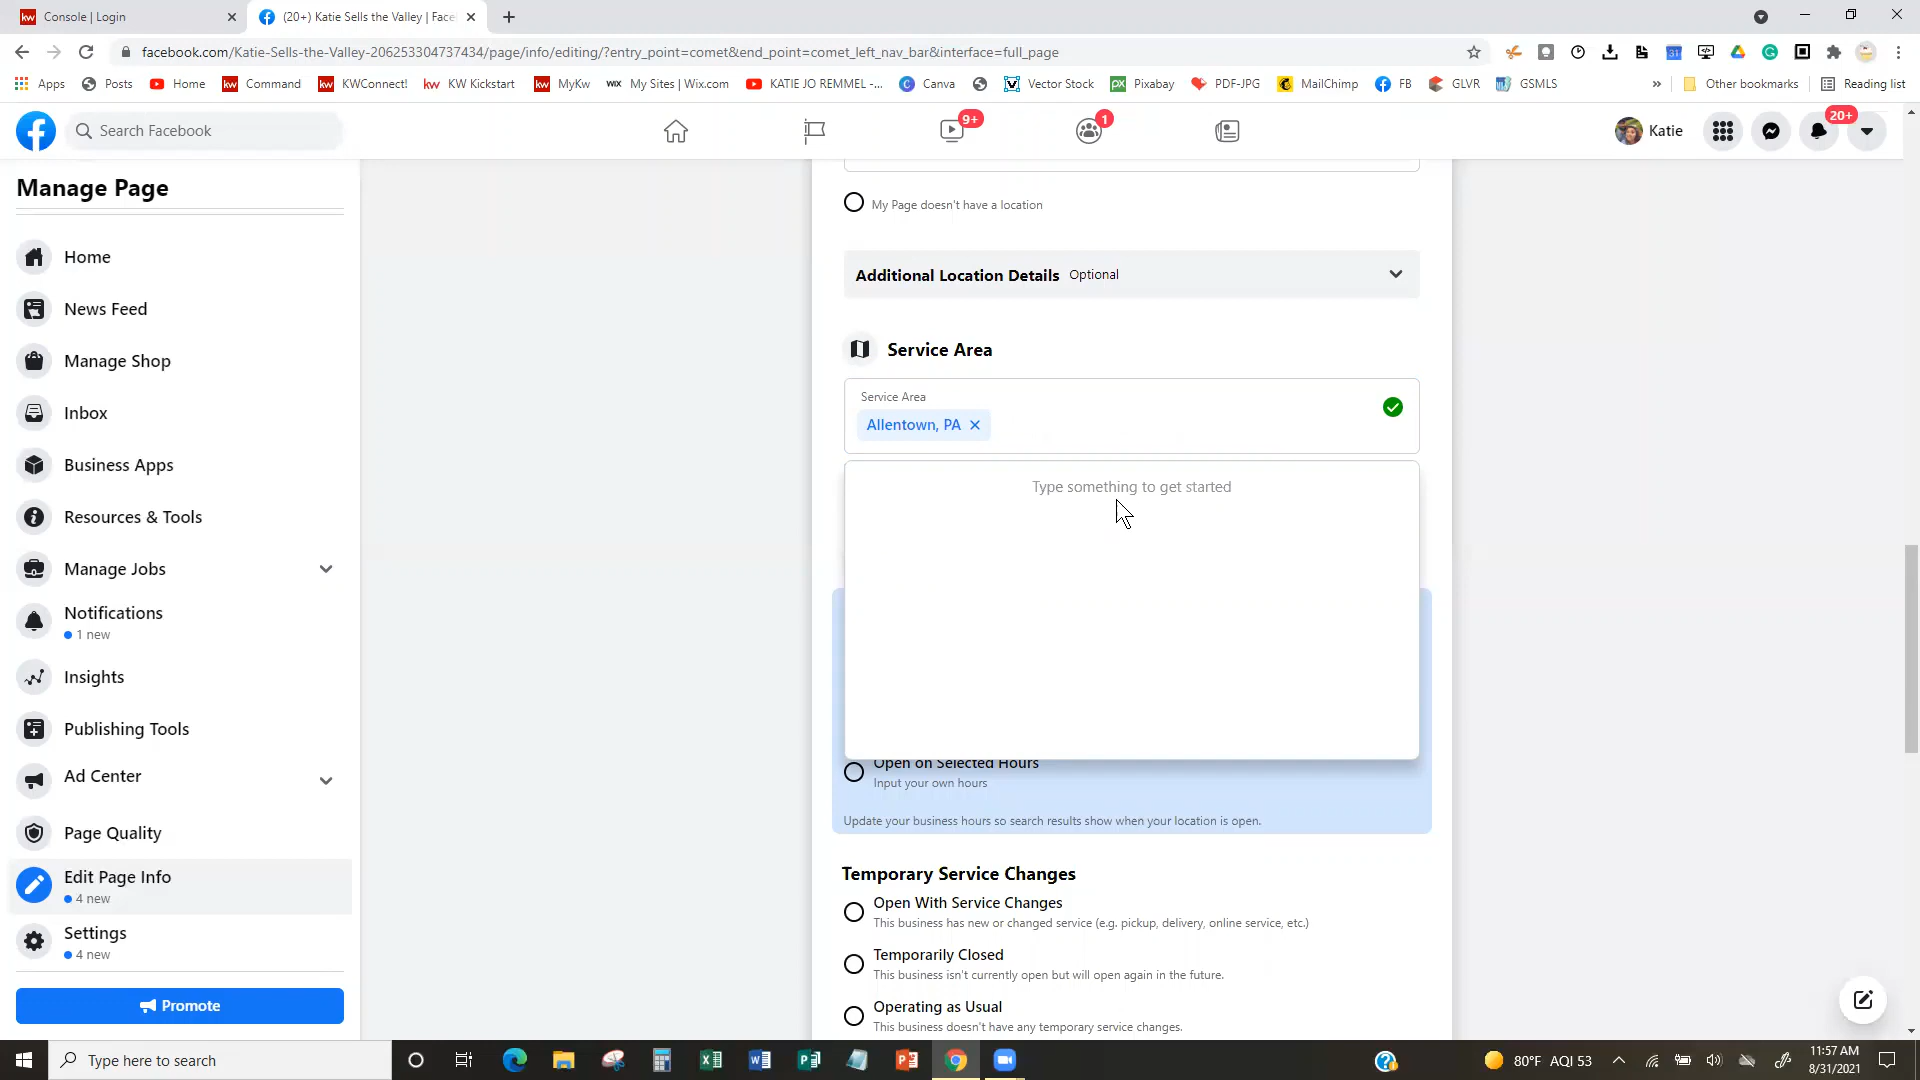 Console | Login
(20+) Katie Sells the Valley | Face
facebook.com/Katie-Sells-the-Valley-206253304737434/page/info/editing/?entry_point=comet&end_point=comet_left_nav_bar&interface=full_page
Apps Posts Home Command KWConnect! KW Kickstart MyKw My Sites | Wix.com KATIE JO REMMEL -... Canva Vector Stock Pixabay PDF-JPG MailChimp FB GLVR GSMLS » Other bookmarks Reading list
Search Facebook
9+
1
Katie
20+
Manage Page
Home
News Feed
Manage Shop
Inbox
Business Apps
Resources & Tools
Manage Jobs
Notifications
1 new
Insights
Publishing Tools
Ad Center
Page Quality
Edit Page Info
4 new
Settings
4 new
Promote
My Page doesn't have a location
Additional Location Details Optional
Service Area
Service Area
Allentown, PA
Type something to get started
Open on Selected Hours
Input your own hours
Update your business hours so search results show when your location is open.
Temporary Service Changes
Open With Service Changes
This business has new or changed service (e.g. pickup, delivery, online service, etc.)
Temporarily Closed
This business isn't currently open but will open again in the future.
Operating as Usual
This business doesn't have any temporary service changes.
Type here to search
80°F AQI 53
11:57 AM
8/31/2021